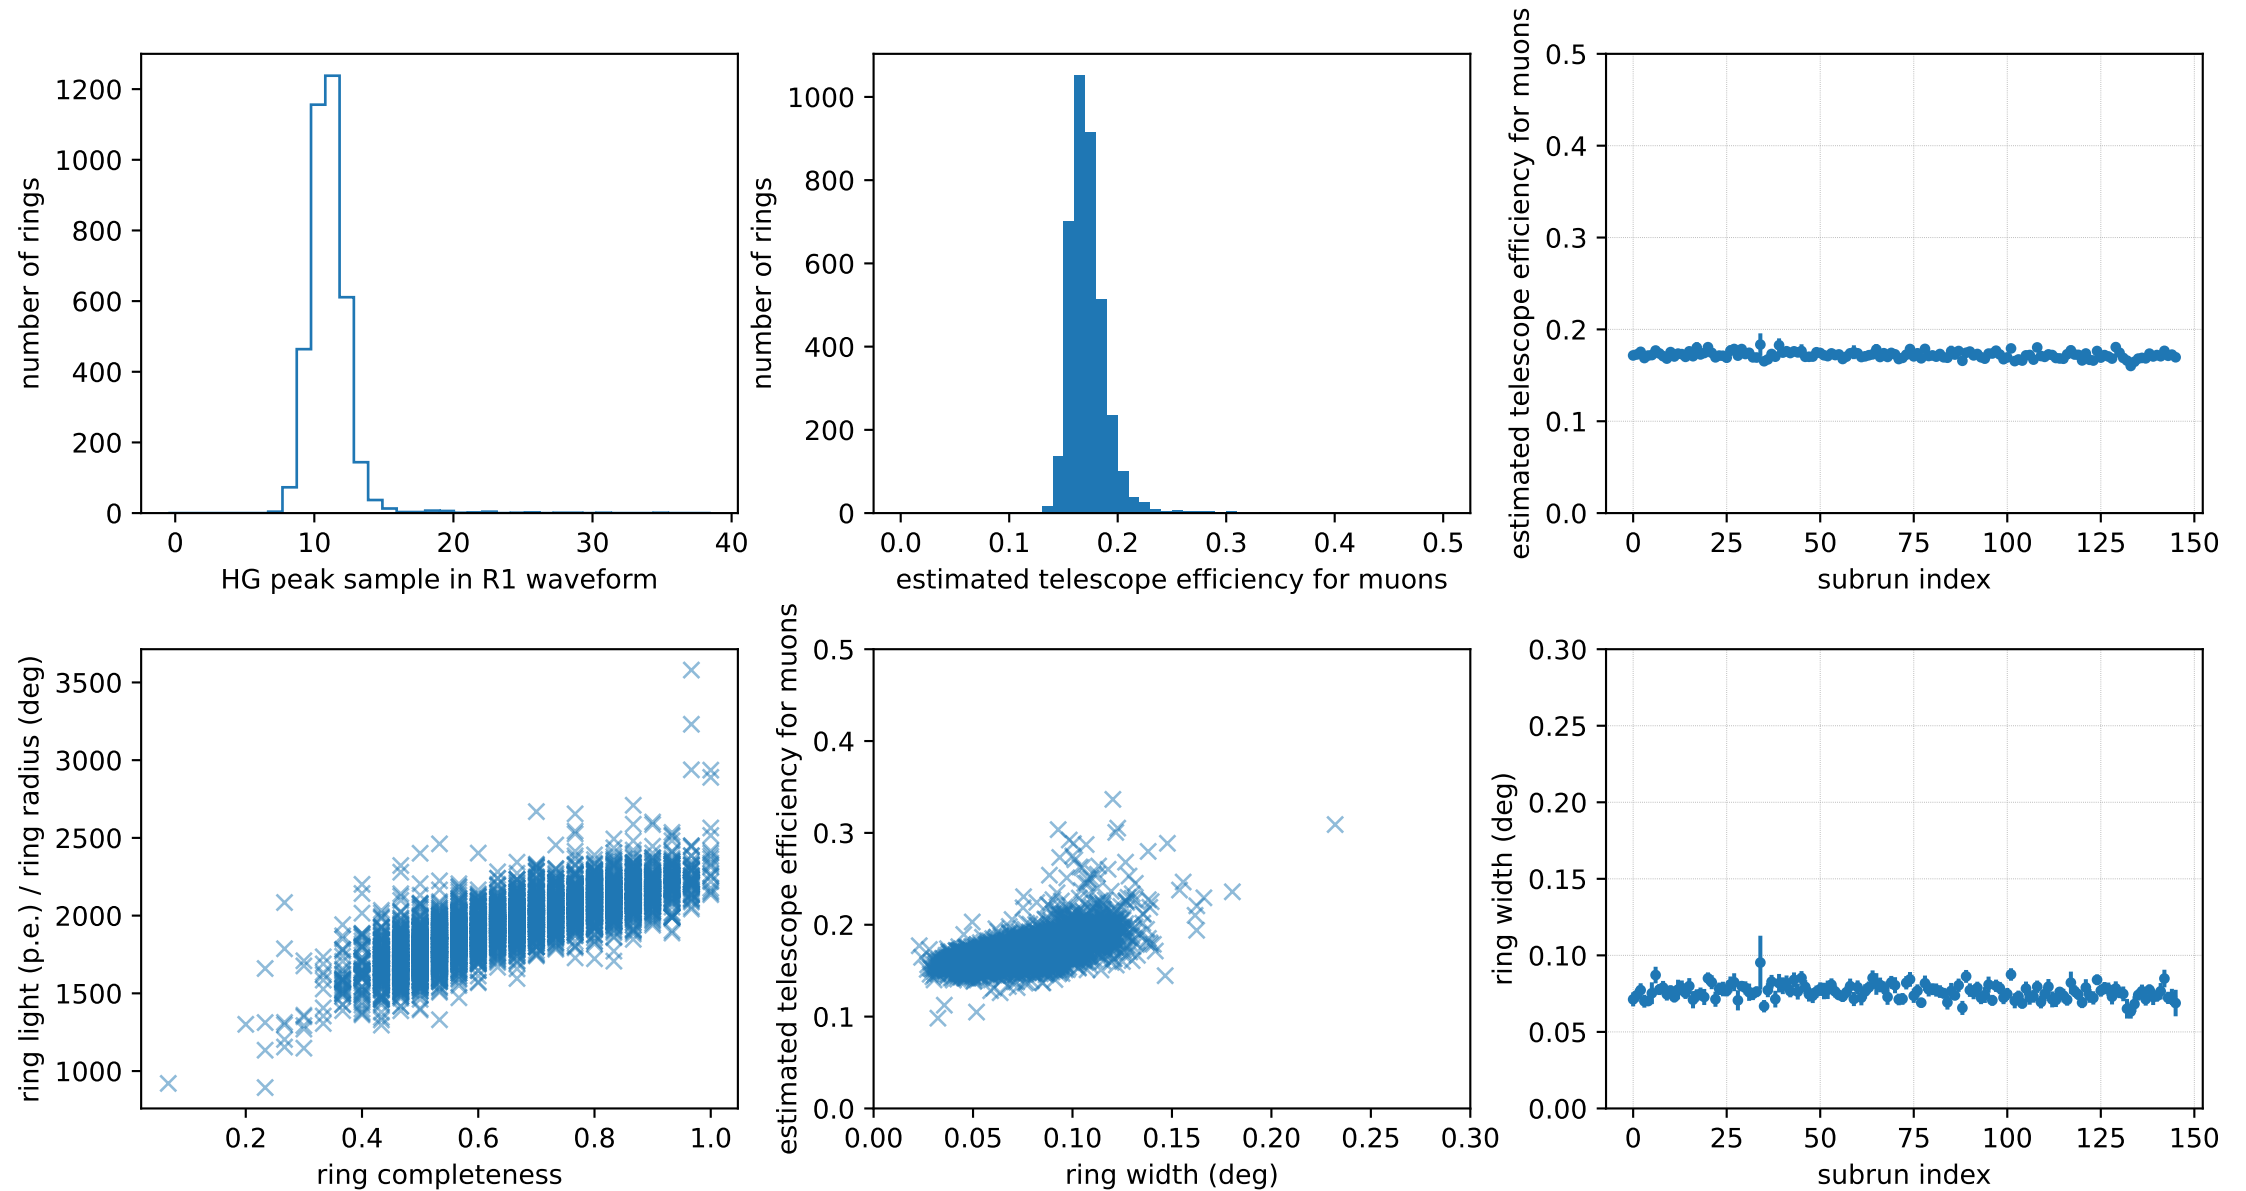 1200
1000
800
600
400
200
0
number of rings
0 10 20 30 40
HG peak sample in R1 waveform
1000
800
600
400
200
0
number of rings
0.0 0.1 0.2 0.3 0.4 0.5
estimated telescope efficiency for muons
0.5
0.4
0.3
0.2
0.1
0.0
estimated telescope efficiency for muons
0 25 50 75 100 125 150
subrun index
3500
3000
2500
2000
1500
1000
ring light (p.e.) / ring radius (deg)
0.2 0.4 0.6 0.8 1.0
ring completeness
0.5
0.4
0.3
0.2
0.1
0.0
estimated telescope efficiency for muons
0.00 0.05 0.10 0.15 0.20 0.25 0.30
ring width (deg)
0.30
0.25
0.20
0.15
0.10
0.05
0.00
ring width (deg)
0 25 50 75 100 125 150
subrun index